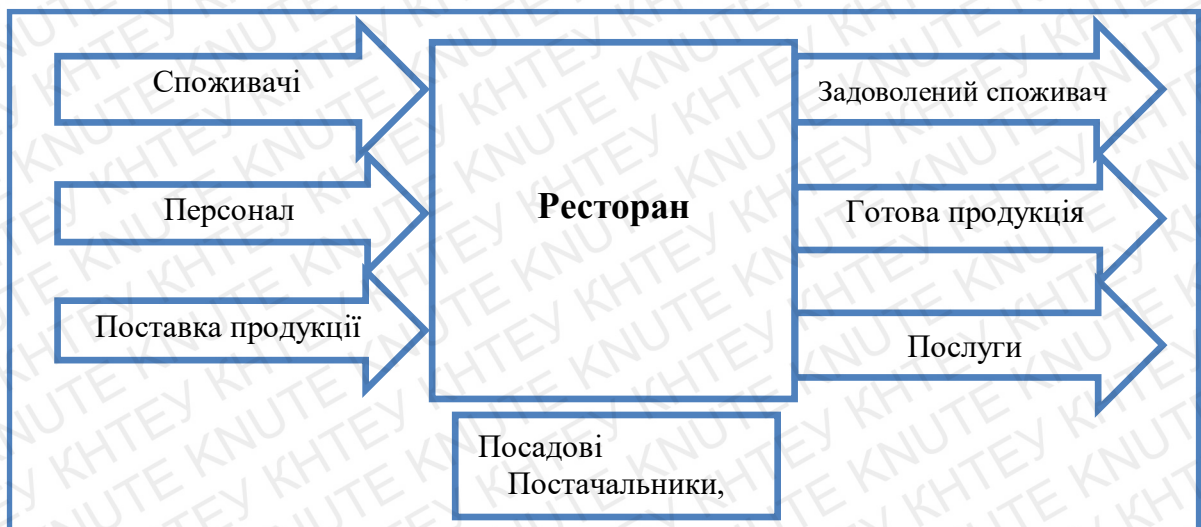 Споживачі
Персонал
Поставка продукції
Ресторан
Задоволений споживач
Готова продукція
Послуги
Посадові
Постачальники,